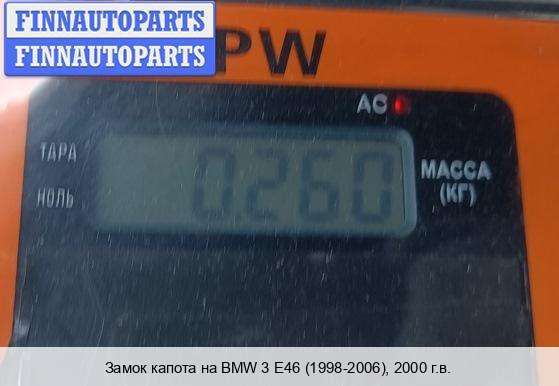 FINNAUTOPARTS
FINNAUTOPARTS
PW
AC
ТАРА
0.260
МАССА
(КГ)
НОЛЬ
Замок капота на BMW 3 E46 (1998-2006), 2000 г.в.